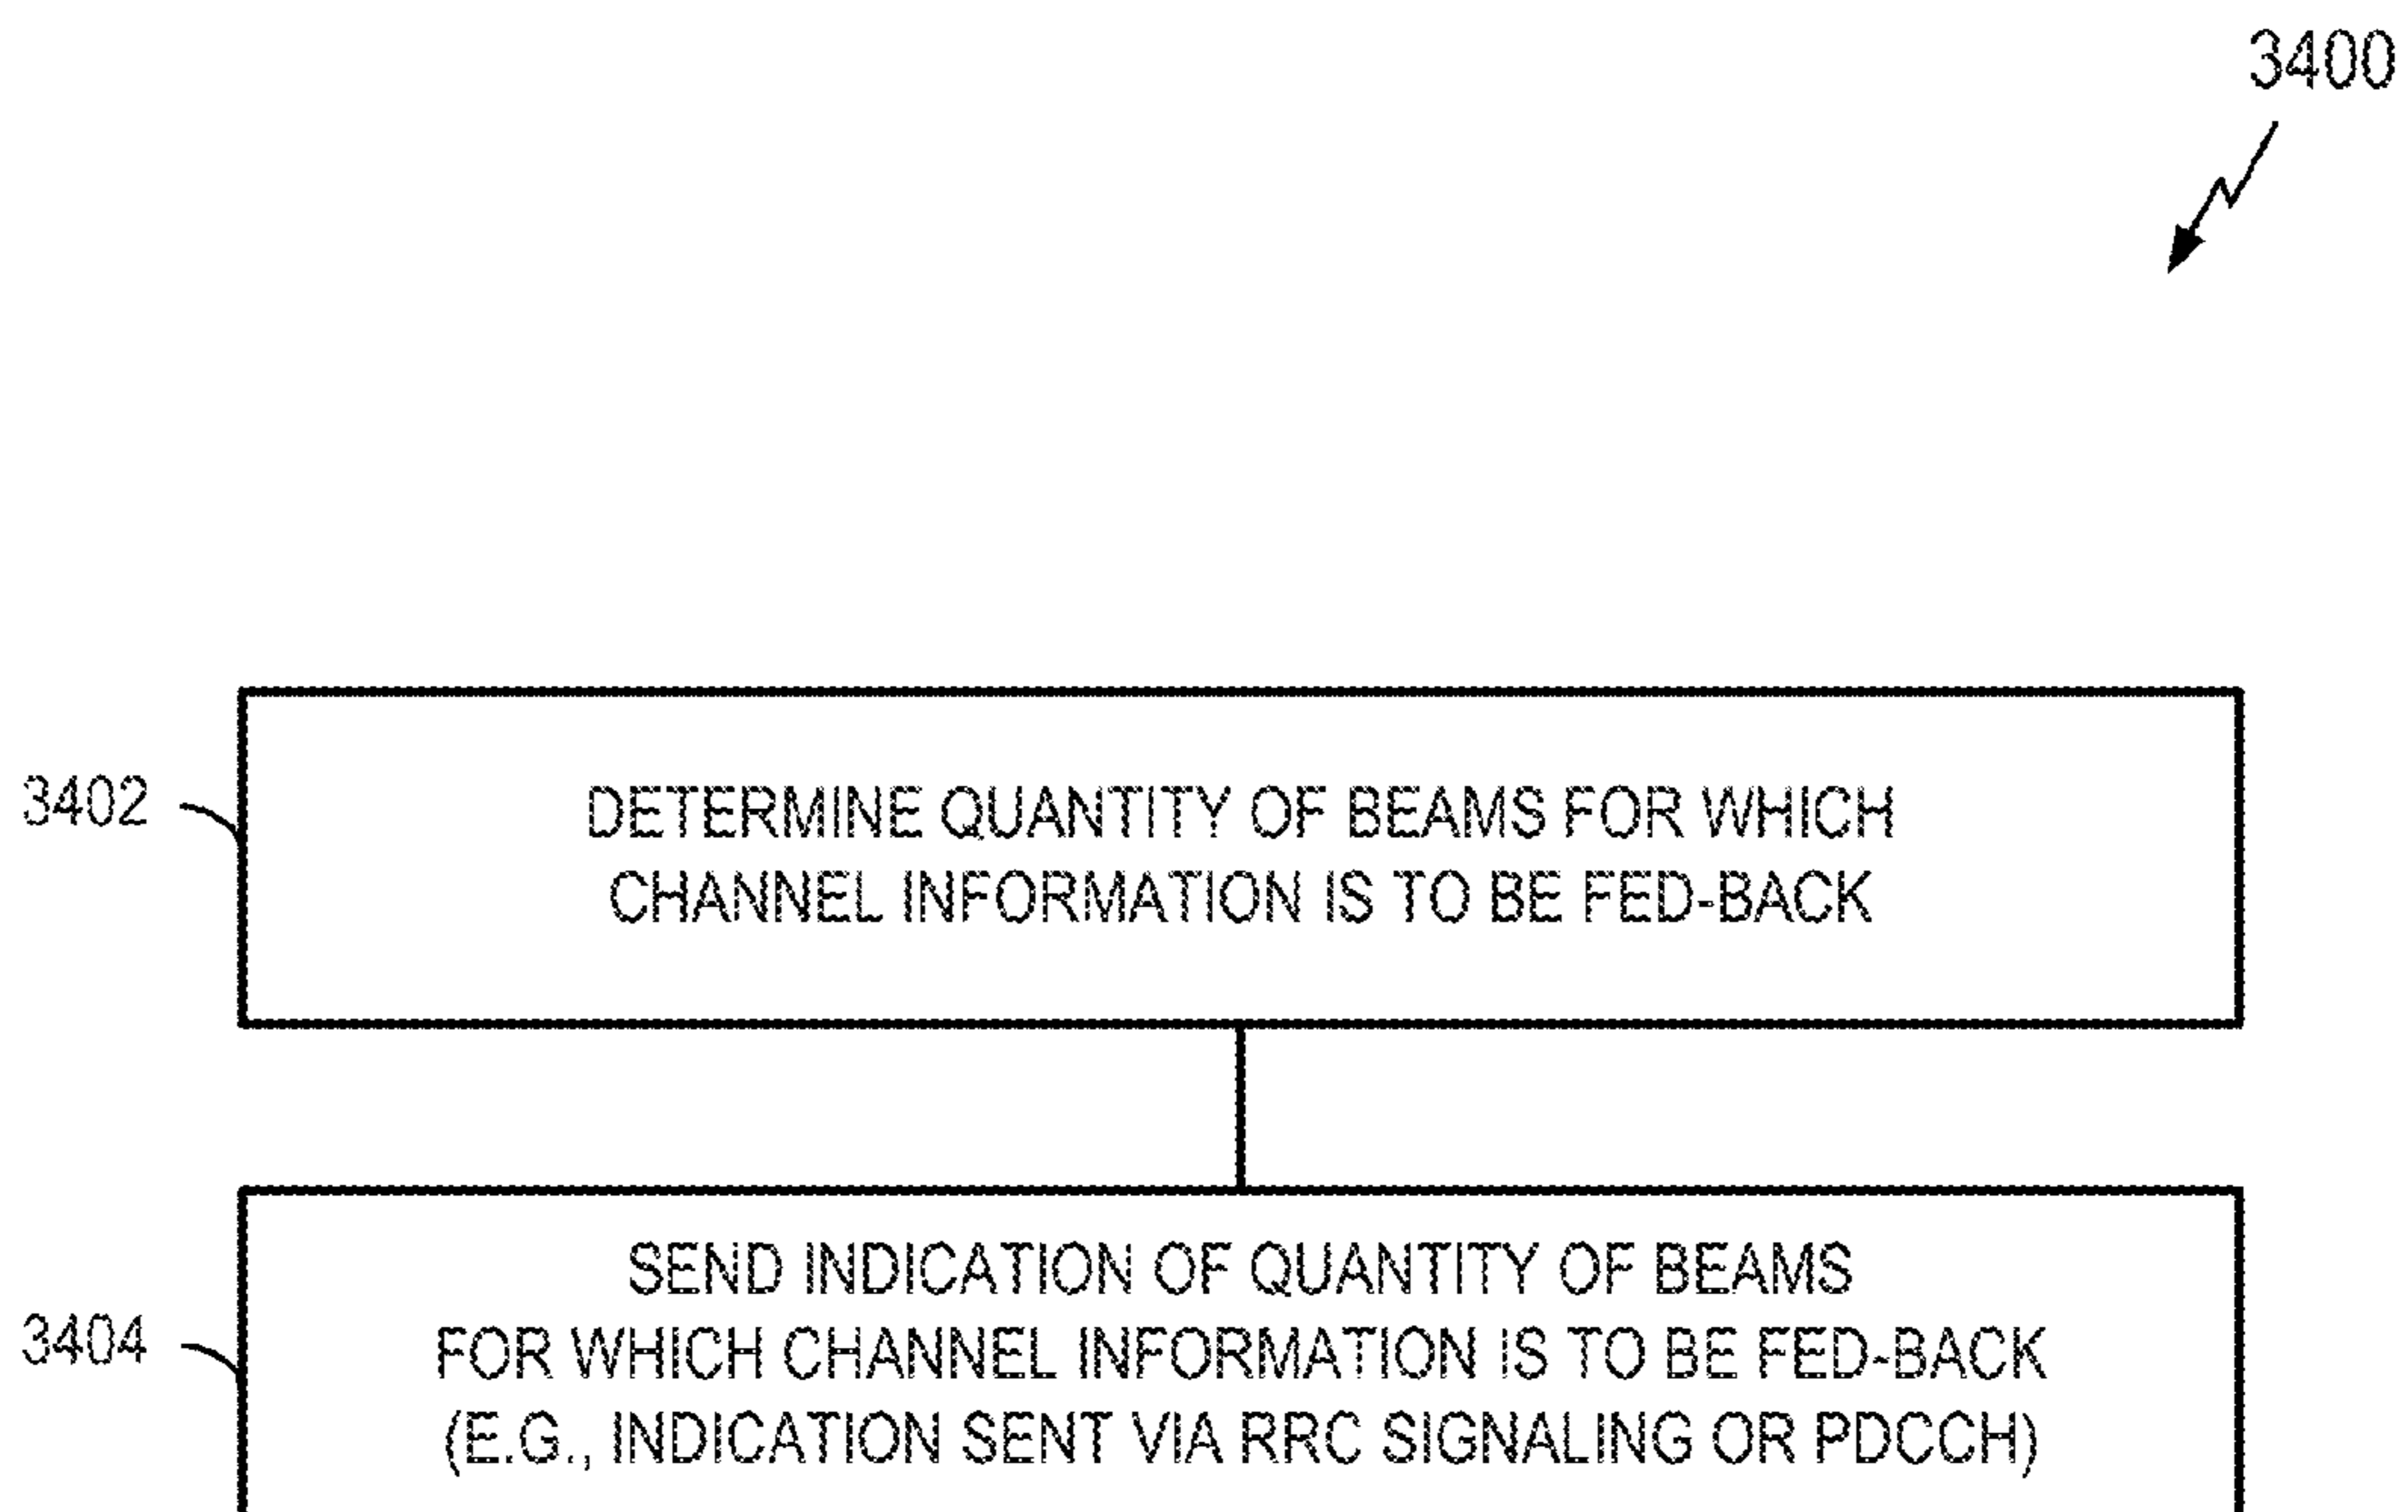 3400
3402
DETERMINE QUANTITY OF BEAMS FOR WHICH
CHANNEL INFORMATION IS TO BE FED-BACK
3404
SEND INDICATION OF QUANTITY OF BEAMS
FOR WHICH CHANNEL INFORMATION IS TO BE FED-BACK
(E.G., INDICATION SENT VIA RRC SIGNALING OR PDCCH)